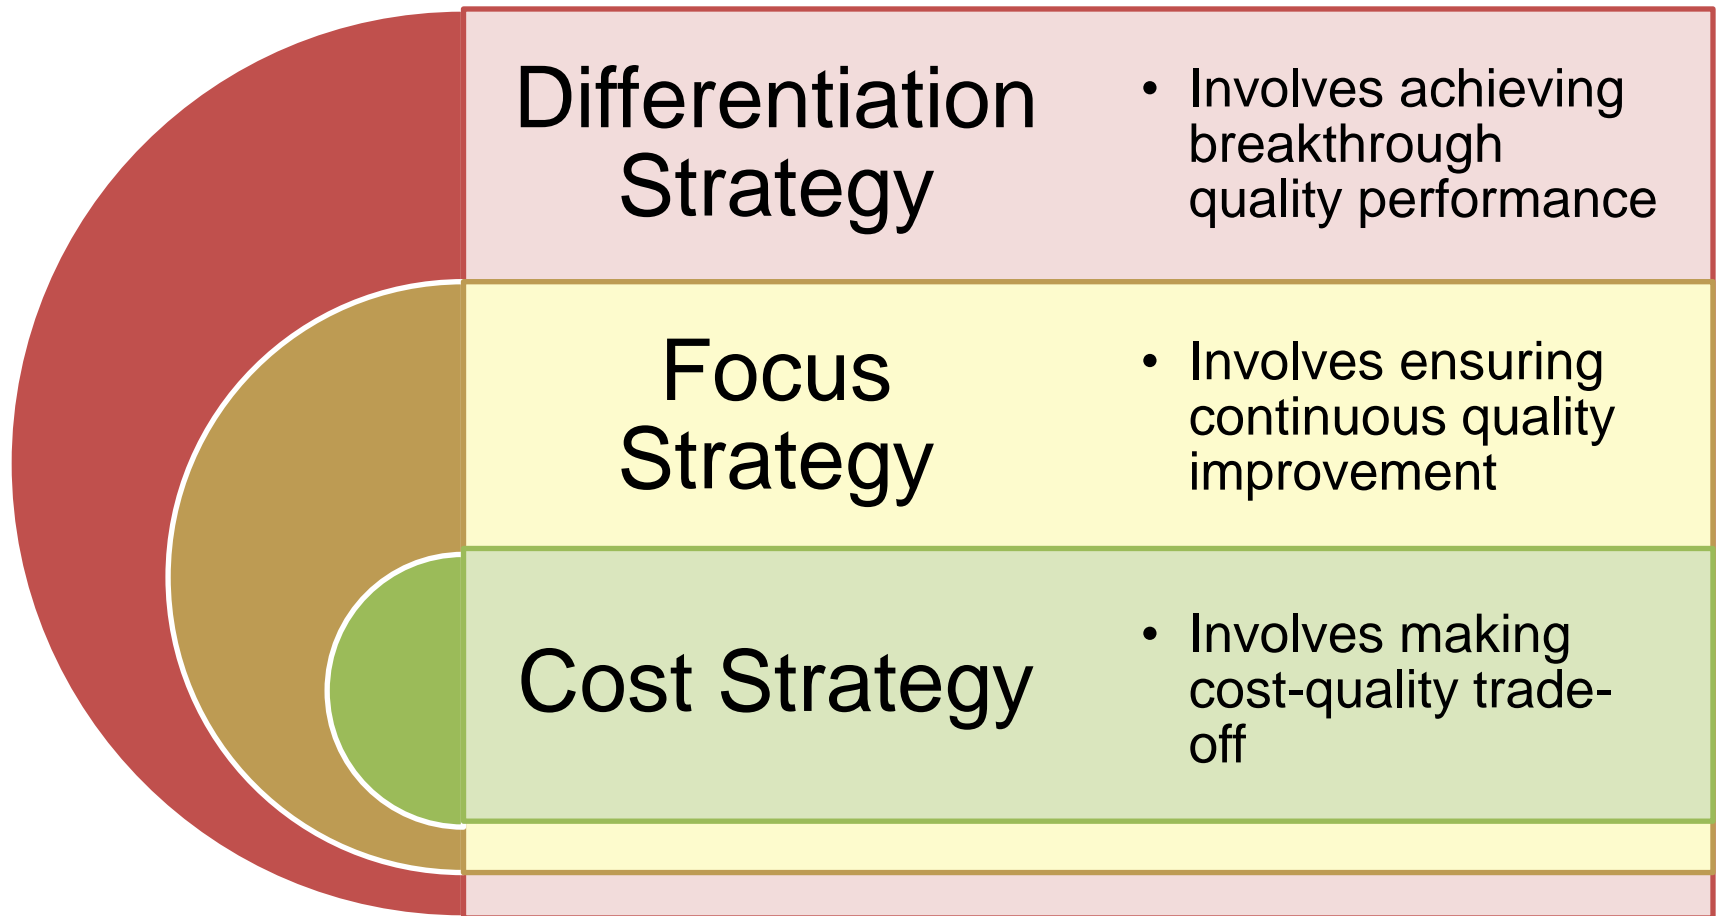 Differentiation
Strategy
• Involves achieving
breakthrough
quality performance
Focus
Strategy
• Involves ensuring
continuous quality
improvement
Cost Strategy
• Involves making
cost-quality trade-
off